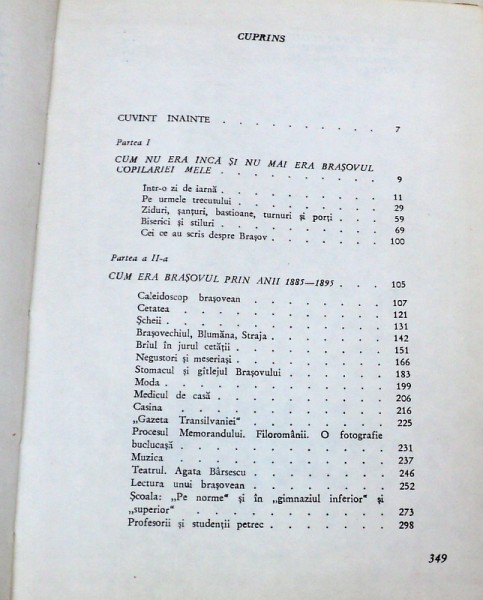 CUPRINS
CUVINT INAINTE . . . . . . . . . . 7
Partea I
CUM NU ERA INCĂ ȘI NU MAI ERA BRAȘOVUL
COPILARIEI MELE . . . . . . . . . 9
Intr-o zi de iarnă . . . . . . . . . 11
Pe urmele trecutului . . . . . . . . 29
Ziduri, șanțuri, bastioane, turnuri și porți . . . 59
Biserici și stiluri . . . . . . . . . 69
Cei ce au scris despre Brașov . . . . . . 100
Partea a II-a
CUM ERA BRAȘOVUL PRIN ANII 1885—1895 . . . 105
Caleidoscop brașovean . . . . . . . . 107
Cetatea . . . . . . . . . . . 121
Șcheii . . . . . . . . . . . 131
Brașovechiul, Blumăna, Straja . . . . . . 142
Brîul în jurul cetății . . . . . . . . 151
Negustori și meseriași . . . . . . . . 166
Stomacul și gîtlejul Brașovului . . . . . . 183
Moda . . . . . . . . . . . 199
Medicul de casă . . . . . . . . . 206
Casina . . . . . . . . . . . 216
„Gazeta Transilvaniei“ . . . . . . . . 225
Procesul Memorandului. Filoromânii. O fotografie
buclucașă . . . . . . . . . . 231
Muzica . . . . . . . . . . . 237
Teatrul. Agata Bârsescu . . . . . . . 246
Lectura unui brașovean . . . . . . . . 252
Școala: „Pe norme“ și în „gimnaziul inferior“ și
„superior“ . . . . . . . . . . 273
Profesorii și studenții petrec . . . . . . 298
349